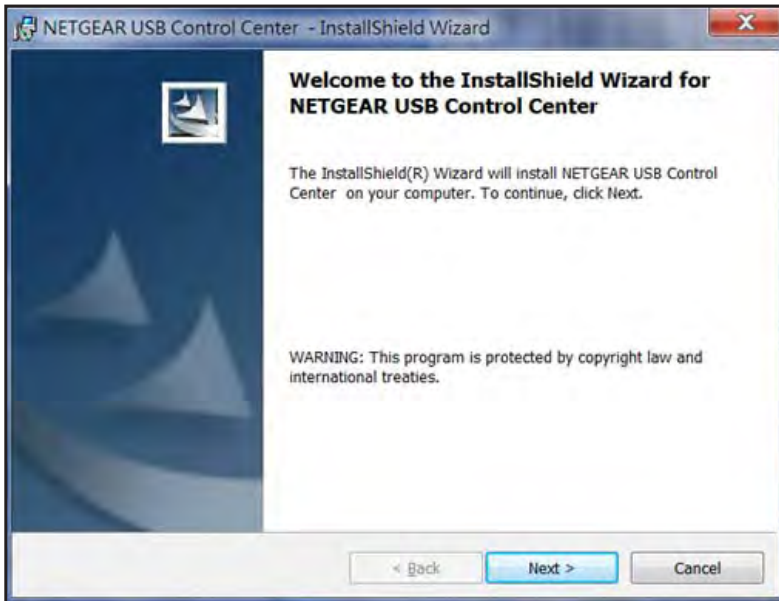 NETGEAR USB Control Center - InstallShield Wizard
Welcome to the InstallShield Wizard for
NETGEAR USB Control Center
The InstallShield(R) Wizard will install NETGEAR USB Control
Center on your computer. To continue, click Next.
WARNING: This program is protected by copyright law and
international treaties.
< Back
Next >
Cancel